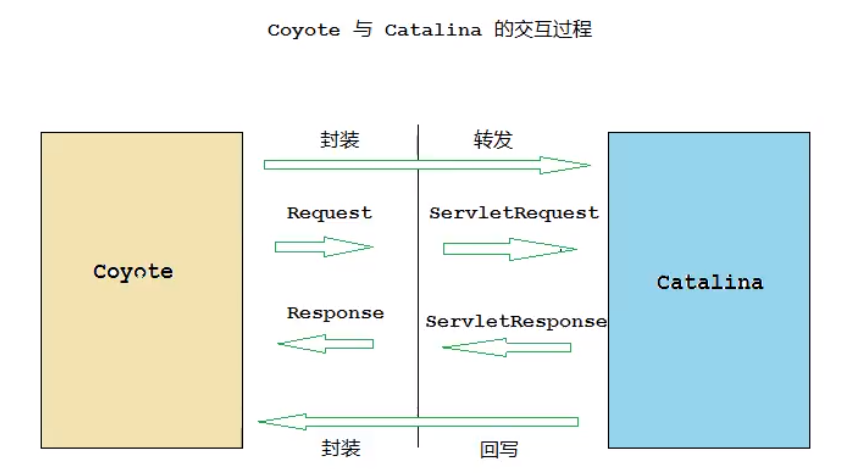 Coyote 与 Catalina 的交互过程
封装 转发
Request ServletRequest
Coyote
Catalina
Response ServletResponse
封装 回写